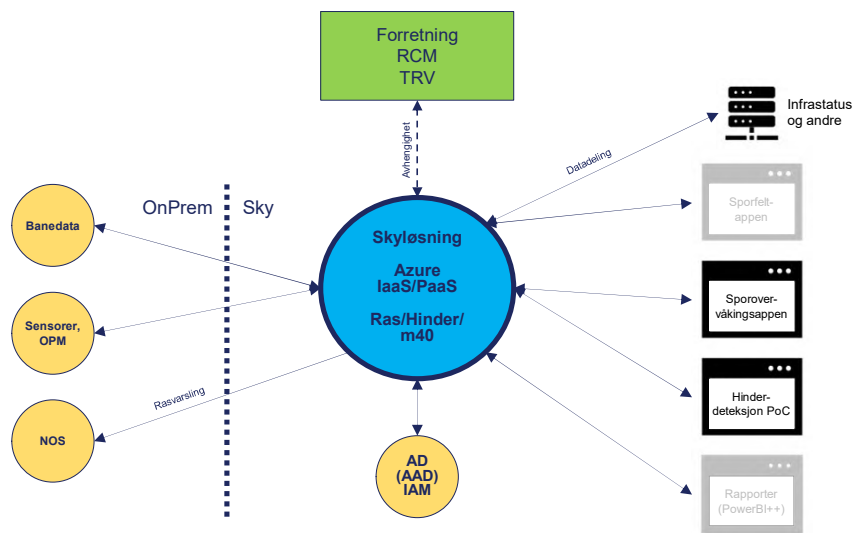 Forretning
RCM
TRV
Avhengighet
Datadeling
Infrastatus
og andre
OnPrem
Sky
Banedata
Sensorer,
OPM
NOS
Rasvarsling
Skyløsning
Azure
IaaS/PaaS
Ras/Hinder/
m40
AD
(AAD)
IAM
Sporfelt-
appen
Sporover-
våkingsappen
Hinder-
deteksjon PoC
Rapporter
(PowerBI++)